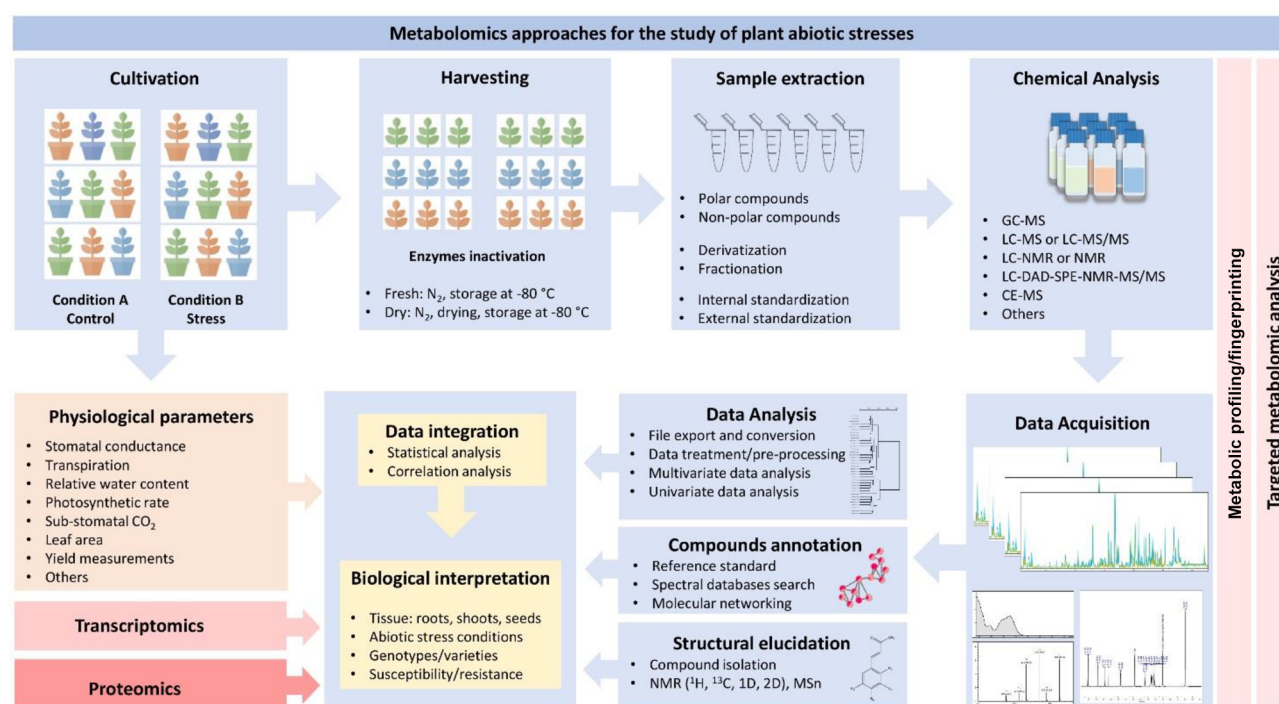 Metabolomics approaches for the study of plant abiotic stresses
Cultivation
Condition A
Control
Condition B
Stress
Harvesting
Enzymes inactivation
• Fresh: N₂, storage at -80 °C
• Dry: N₂, drying, storage at -80 °C
Sample extraction
• Polar compounds
• Non-polar compounds
• Derivatization
• Fractionation
• Internal standardization
• External standardization
Chemical Analysis
• GC-MS
• LC-MS or LC-MS/MS
• LC-NMR or NMR
• LC-DAD-SPE-NMR-MS/MS
• CE-MS
• Others
Metabolic profiling/fingerprinting
Targeted metabolomic analysis
Physiological parameters
• Stomatal conductance
• Transpiration
• Relative water content
• Photosynthetic rate
• Sub-stomatal CO₂
• Leaf area
• Yield measurements
• Others
Transcriptomics
Proteomics
Data integration
• Statistical analysis
• Correlation analysis
Biological interpretation
• Tissue: roots, shoots, seeds
• Abiotic stress conditions
• Genotypes/varieties
• Susceptibility/resistance
Data Analysis
• File export and conversion
• Data treatment/pre-processing
• Multivariate data analysis
• Univariate data analysis
Compounds annotation
• Reference standard
• Spectral databases search
• Molecular networking
Structural elucidation
• Compound isolation
• NMR (¹H, ¹³C, 1D, 2D), MSn
Data Acquisition